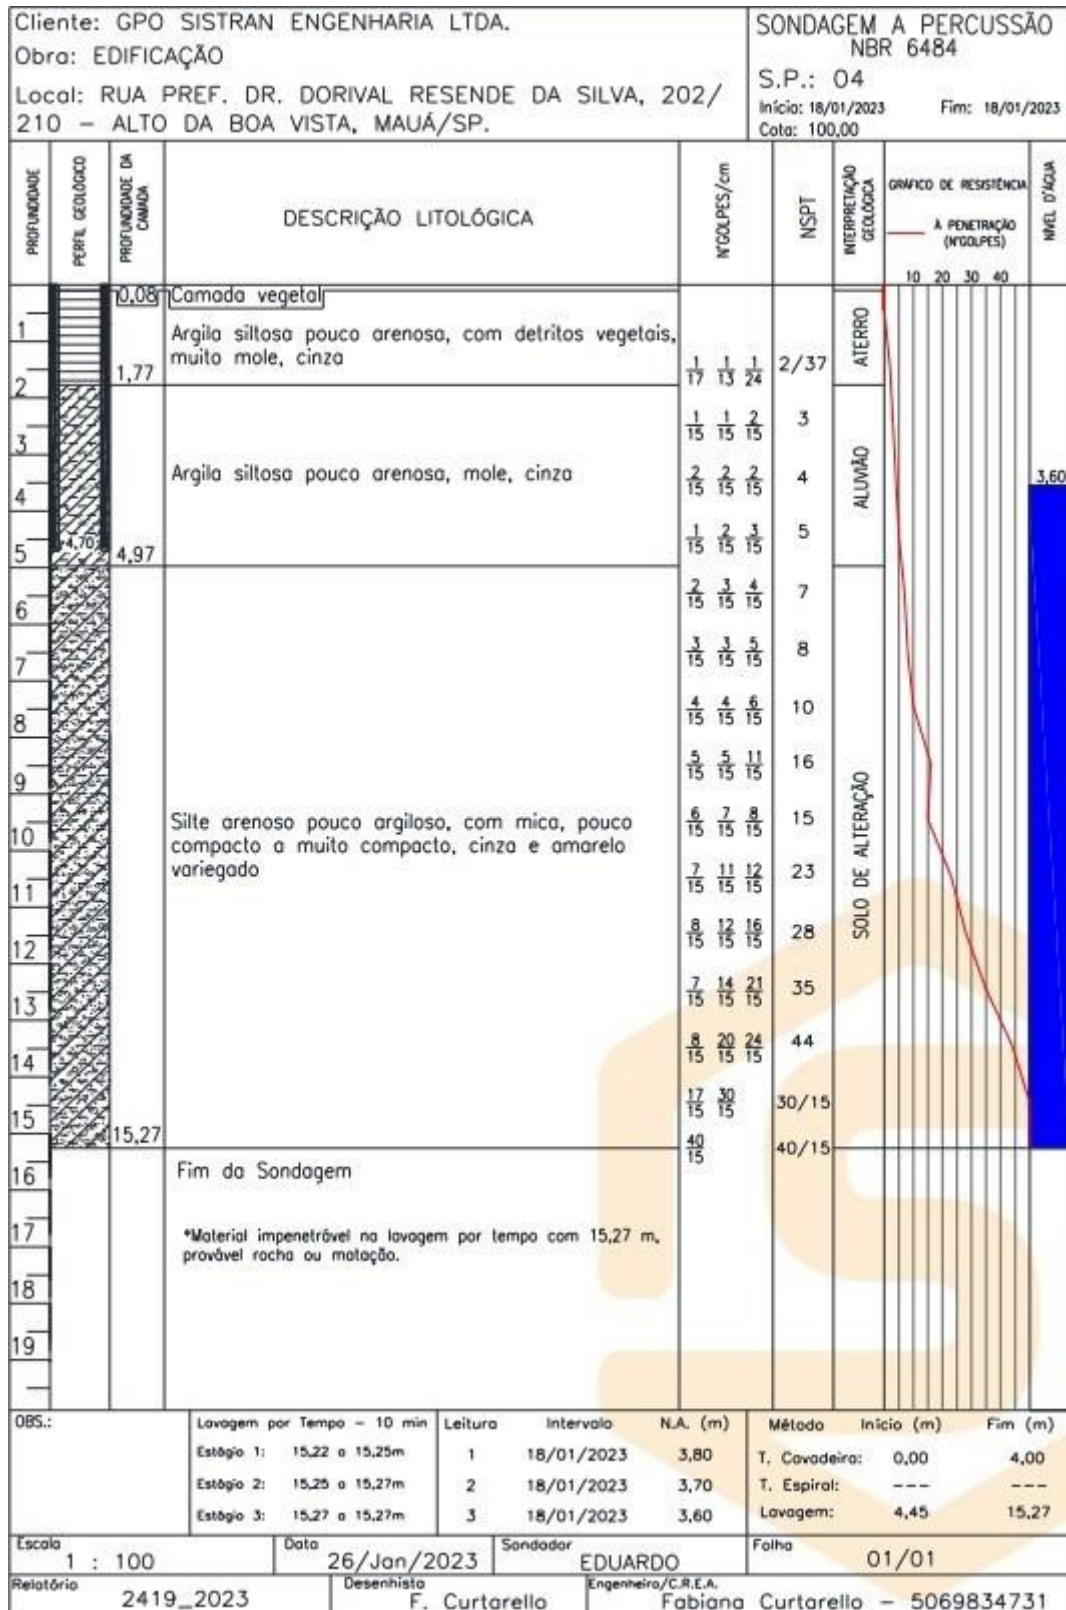 Cliente: GPO SISTRAN ENGENHARIA LTDA.
Obra: EDIFICAÇÃO
Local: RUA PREF. DR. DORIVAL RESENDE DA SILVA, 202/
210 – ALTO DA BOA VISTA, MAUÁ/SP.
SONDAGEM A PERCUSSÃO
NBR 6484
S.P.: 04
Início: 18/01/2023 Fim: 18/01/2023
Cota: 100,00
PROFUNDIDADE
PERFIL GEOLÓGICO
PROFUNDIDADE DA
CAMADA
DESCRIÇÃO LITOLÓGICA
N'GOLPES/cm
NSPT
INTERPRETAÇÃO
GEOLÓGICA
GRÁFICO DE RESISTÊNCIA
À PENETRAÇÃO
(N'GOLPES)
10 20 30 40
NIVEL D'ÁGUA
0,08 Camada vegetal
1
Argila siltosa pouco arenosa, com detritos vegetais,
muito mole, cinza
1,77
1/17 1/13 1/24 2/37
ATERRO
2
1/15 1/15 2/15 3
3
Argila siltosa pouco arenosa, mole, cinza
2/15 2/15 2/15 4
ALUVIÃO
3,60
4
1/15 2/15 3/15 5
4,70
5
4,97
2/15 3/15 4/15 7
6
3/15 3/15 5/15 8
7
4/15 4/15 6/15 10
8
5/15 5/15 11/15 16
9
6/15 7/15 8/15 15
10
Silte arenoso pouco argiloso, com mica, pouco
compacto a muito compacto, cinza e amarelo
variegado
SOLO DE ALTERAÇÃO
7/15 11/15 12/15 23
11
8/15 12/15 16/15 28
12
7/15 14/15 21/15 35
13
8/15 20/15 24/15 44
14
17/15 30/15 30/15
15
15,27
40/15 40/15
16
Fim da Sondagem
17
*Material impenetrável na lavagem por tempo com 15,27 m,
provável rocha ou matação.
18
19
OBS.:
Lavagem por Tempo – 10 min
Estágio 1: 15,22 a 15,25m
Estágio 2: 15,25 a 15,27m
Estágio 3: 15,27 a 15,27m
Leitura Intervalo N.A. (m)
1 18/01/2023 3,80
2 18/01/2023 3,70
3 18/01/2023 3,60
Método Início (m) Fim (m)
T. Cavadeira: 0,00 4,00
T. Espiral: --- ---
Lavagem: 4,45 15,27
Escala
1 : 100
Data
26/Jan/2023
Sondador
EDUARDO
Folha
01/01
Relatório
2419_2023
Desenhista
F. Curtarello
Engenheiro/C.R.E.A.
Fabiana Curtarello – 5069834731